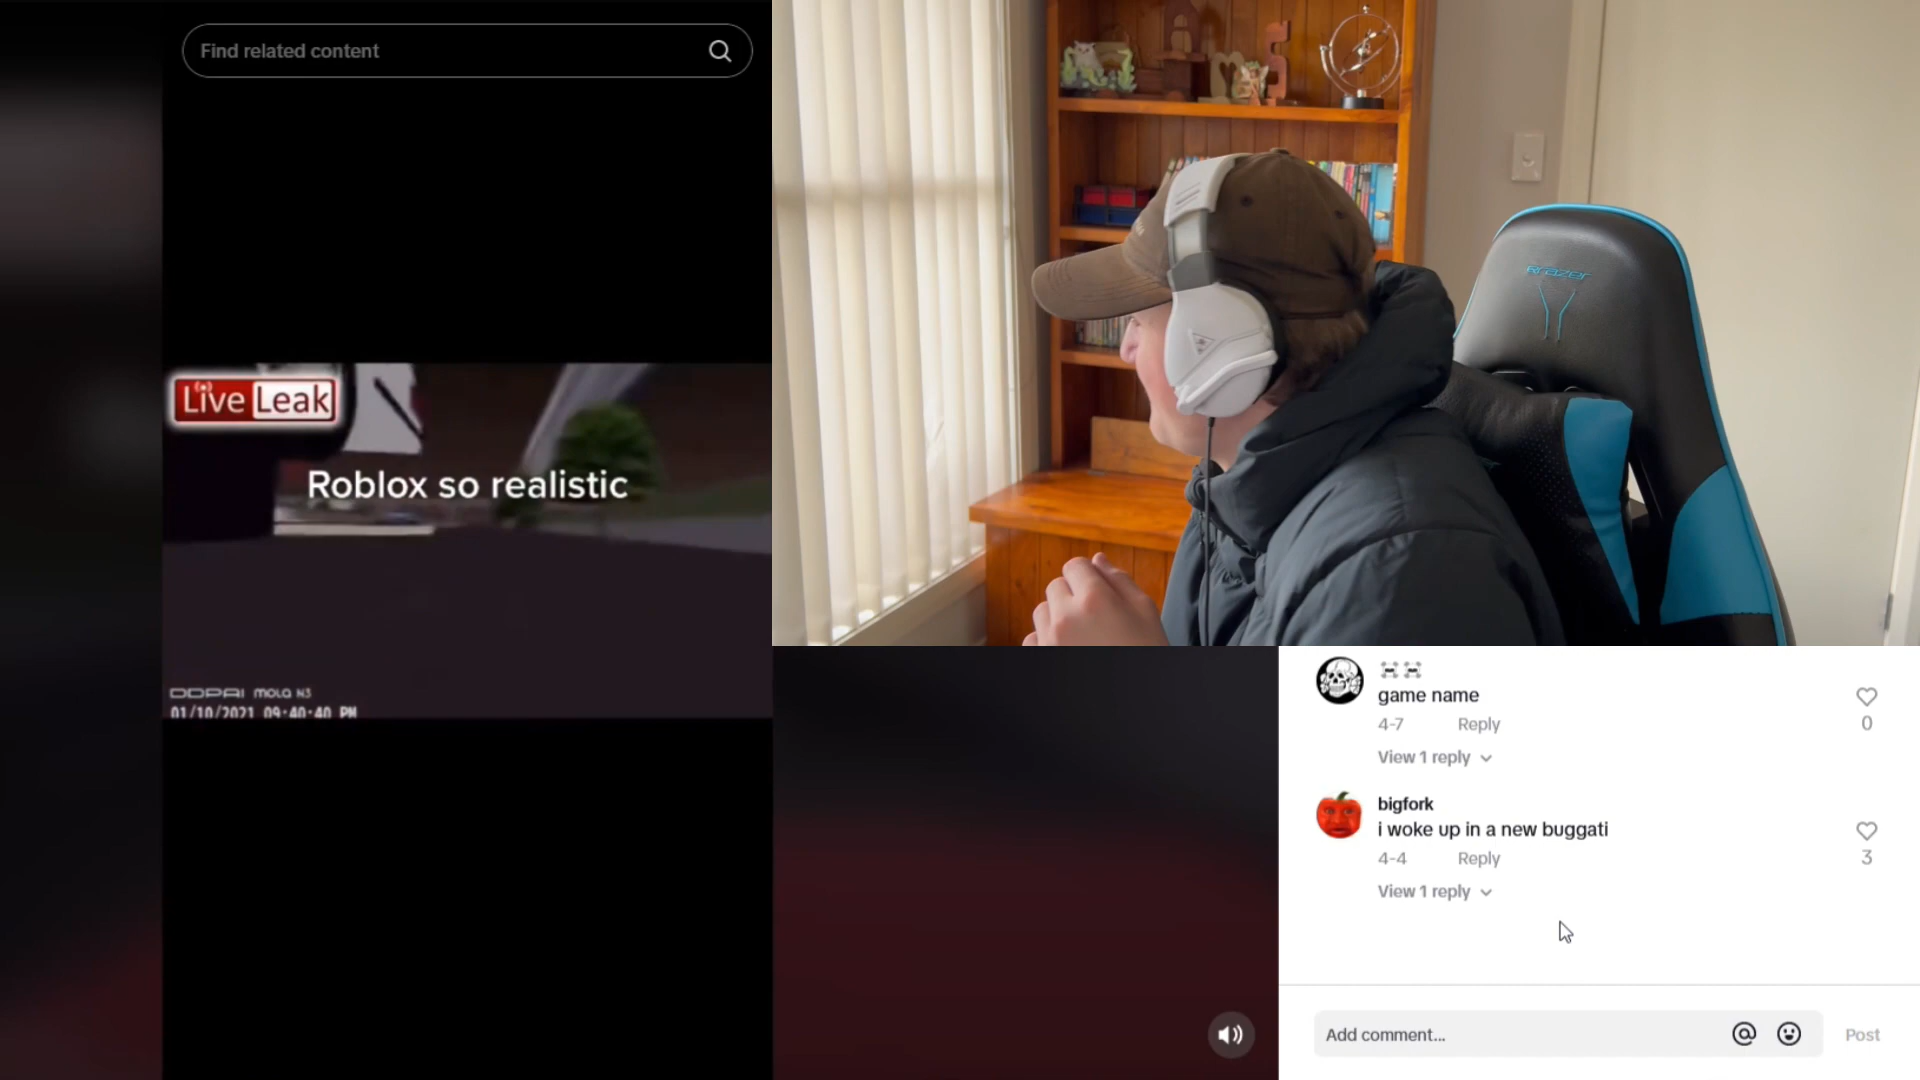 Find related content
Live Leak
Roblox so realistic
DDPAI mola N3
01/10/2021 09:40:40 PM
erazer
game name
4-7 Reply
0
View 1 reply
bigfork
i woke up in a new buggati
4-4 Reply
3
View 1 reply
Add comment...
Post